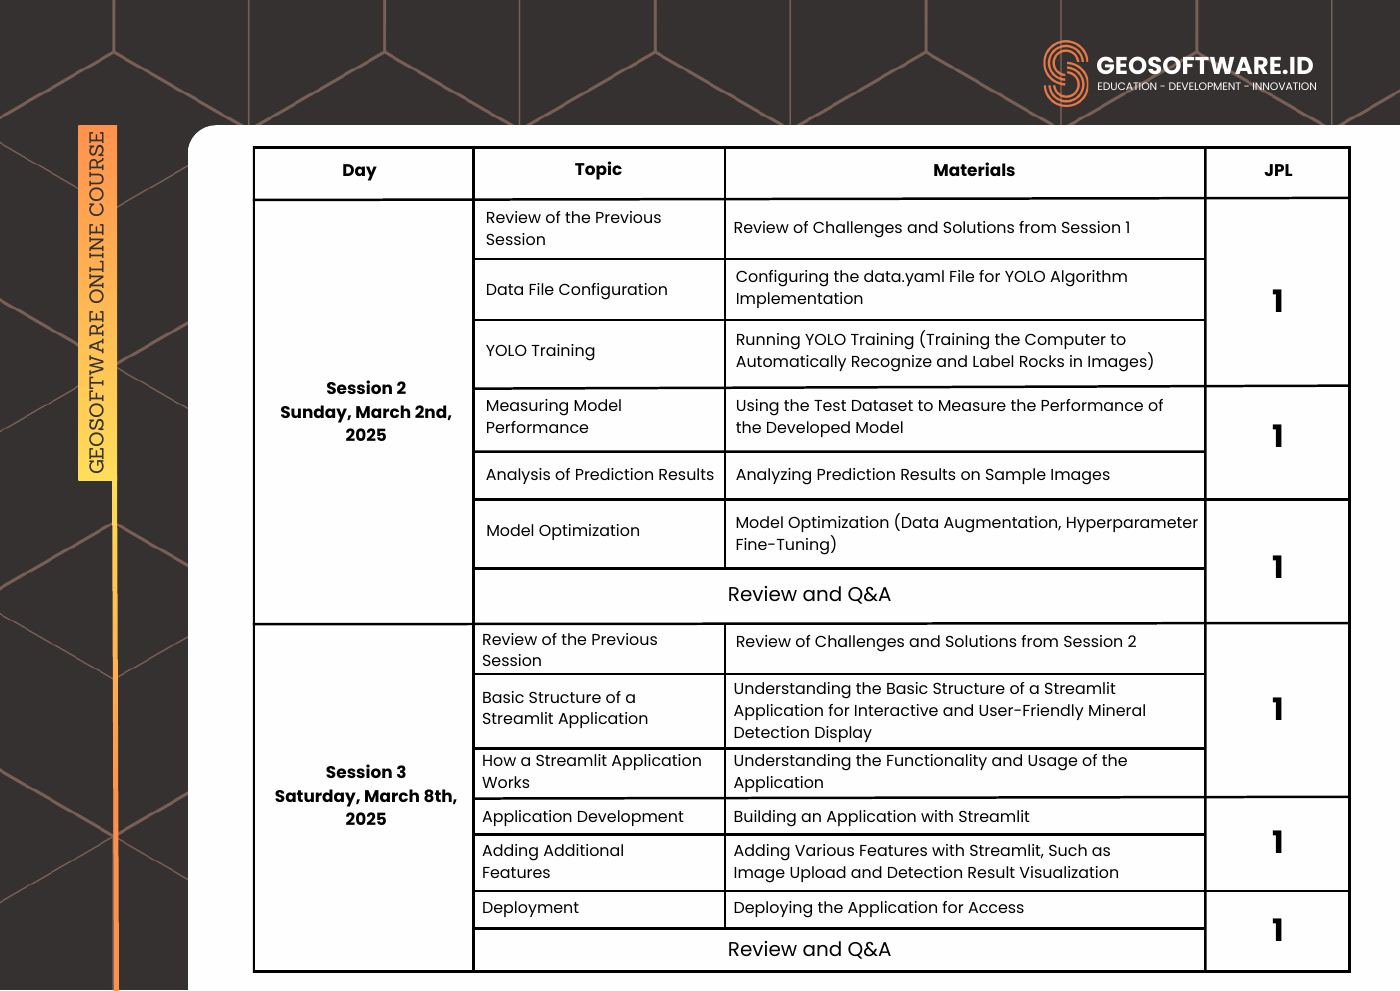 GEOSOFTWARE.ID
EDUCATION - DEVELOPMENT - INNOVATION
GEOSOFTWARE ONLINE COURSE
Day
Topic
Materials
JPL
Session 2
Sunday, March 2nd,
2025
Review of the Previous
Session
Review of Challenges and Solutions from Session 1
Data File Configuration
Configuring the data.yaml File for YOLO Algorithm
Implementation
YOLO Training
Running YOLO Training (Training the Computer to
Automatically Recognize and Label Rocks in Images)
1
Measuring Model
Performance
Using the Test Dataset to Measure the Performance of
the Developed Model
Analysis of Prediction Results
Analyzing Prediction Results on Sample Images
1
Model Optimization
Model Optimization (Data Augmentation, Hyperparameter
Fine-Tuning)
Review and Q&A
1
Session 3
Saturday, March 8th,
2025
Review of the Previous
Session
Review of Challenges and Solutions from Session 2
Basic Structure of a
Streamlit Application
Understanding the Basic Structure of a Streamlit
Application for Interactive and User-Friendly Mineral
Detection Display
How a Streamlit Application
Works
Understanding the Functionality and Usage of the
Application
1
Application Development
Building an Application with Streamlit
Adding Additional
Features
Adding Various Features with Streamlit, Such as
Image Upload and Detection Result Visualization
1
Deployment
Deploying the Application for Access
Review and Q&A
1